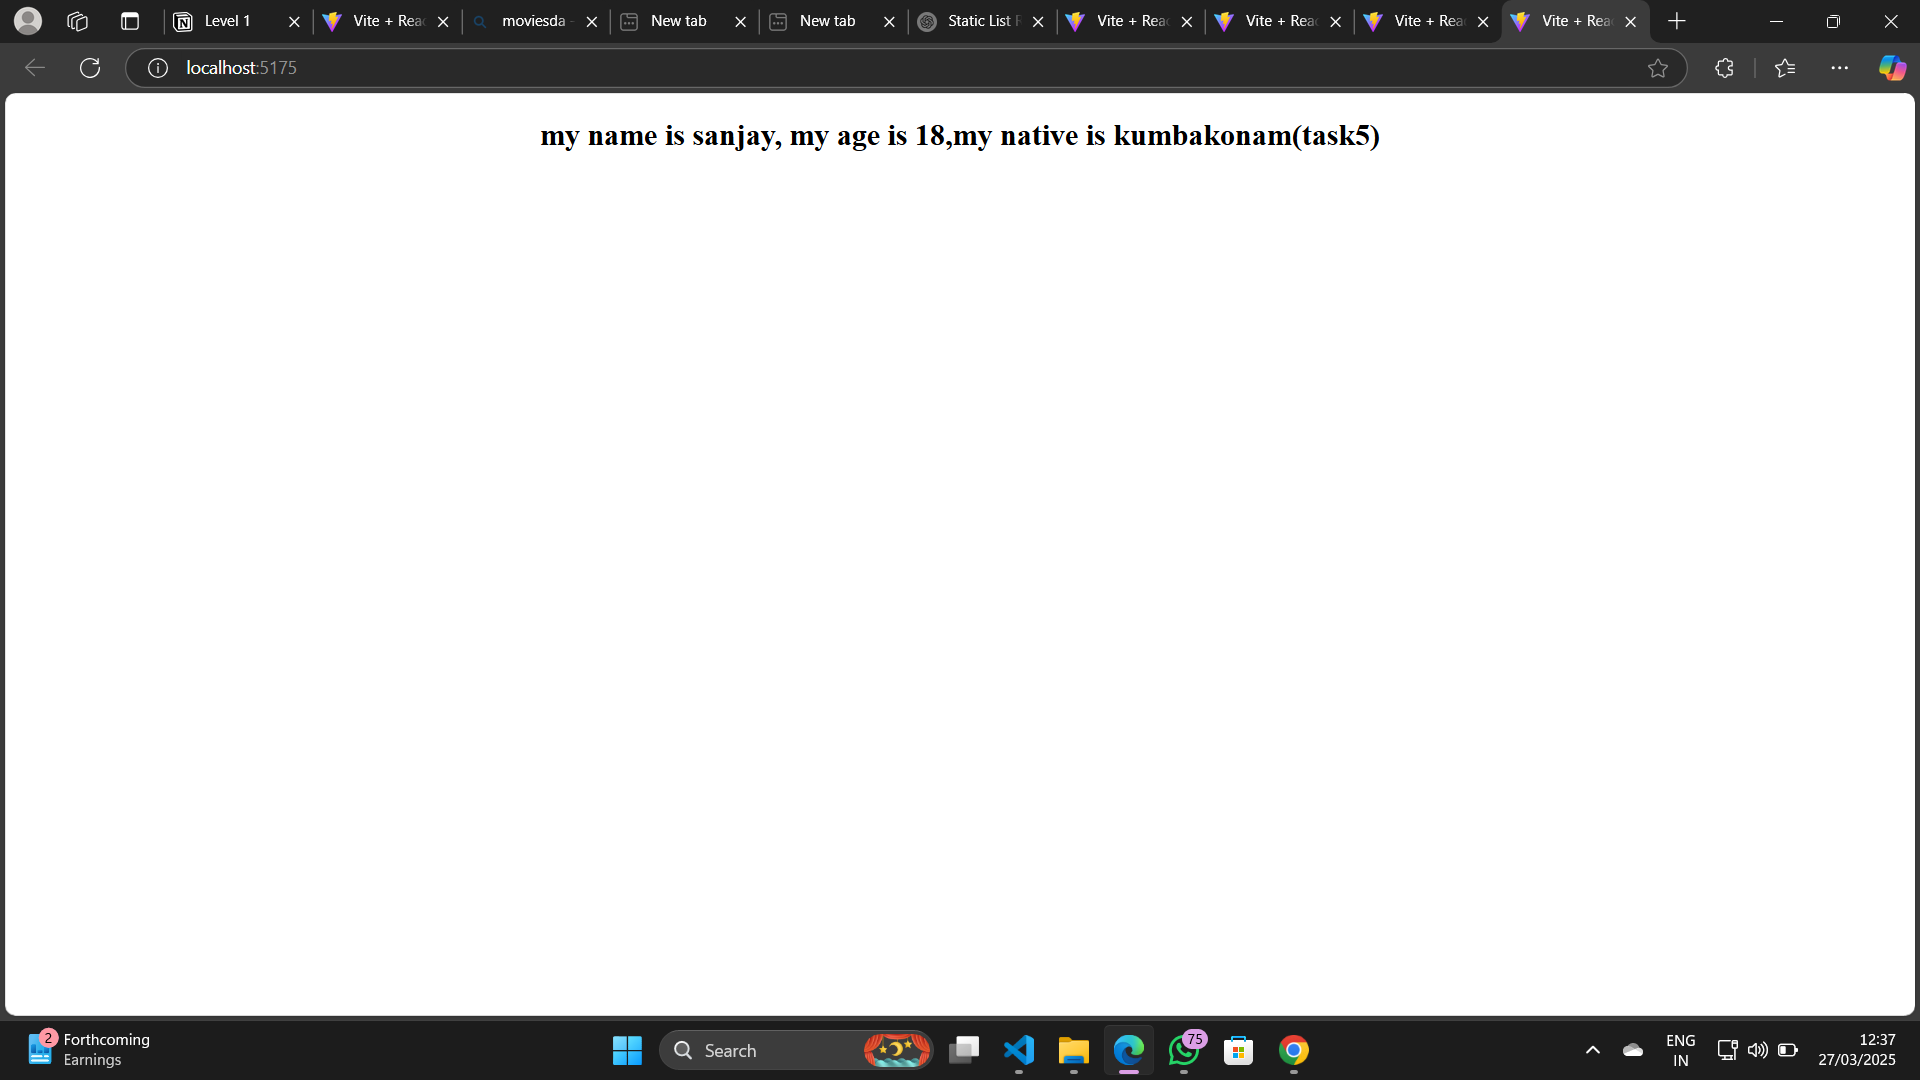 Level 1
Vite + Reac
moviesda -
New tab
New tab
Static List R
Vite + Reac
Vite + Reac
Vite + Reac
Vite + Reac
localhost:5175
my name is sanjay, my age is 18,my native is kumbakonam(task5)
2
Forthcoming
Earnings
Search
75
ENG
IN
12:37
27/03/2025